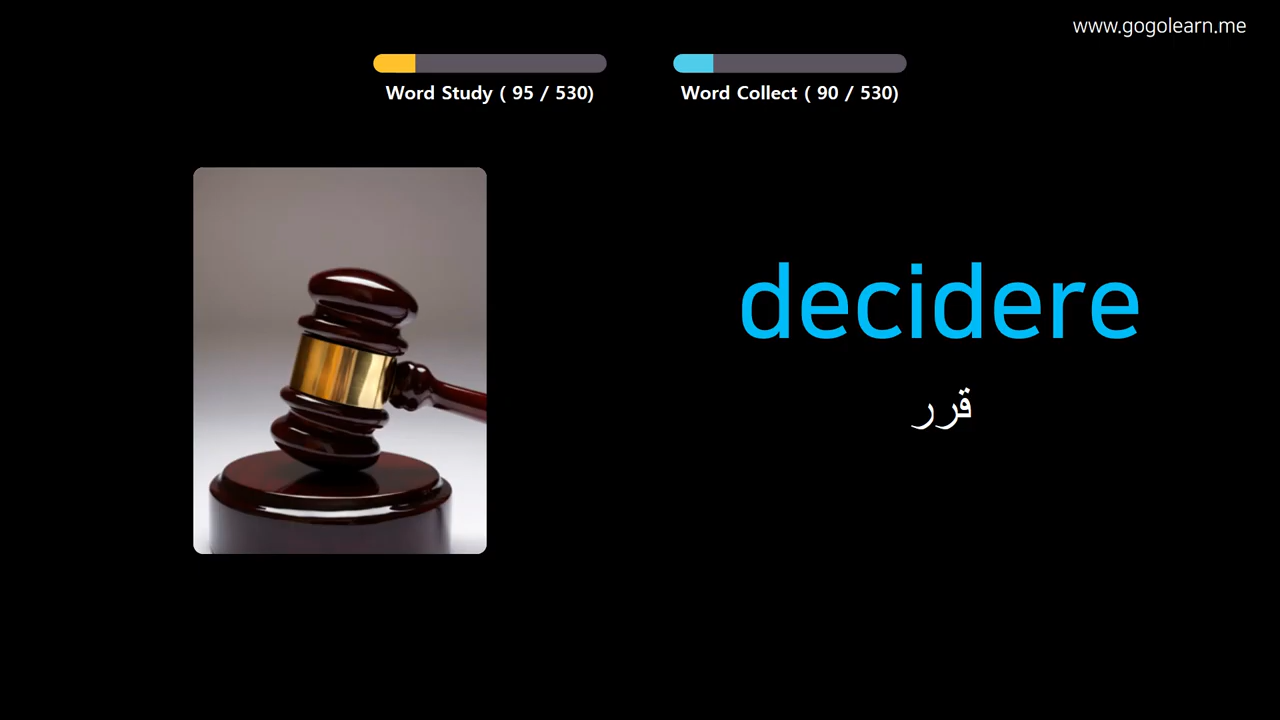 www.gogolearn.me
Word Study ( 95 / 530)
Word Collect ( 90 / 530)
decidere
قرر